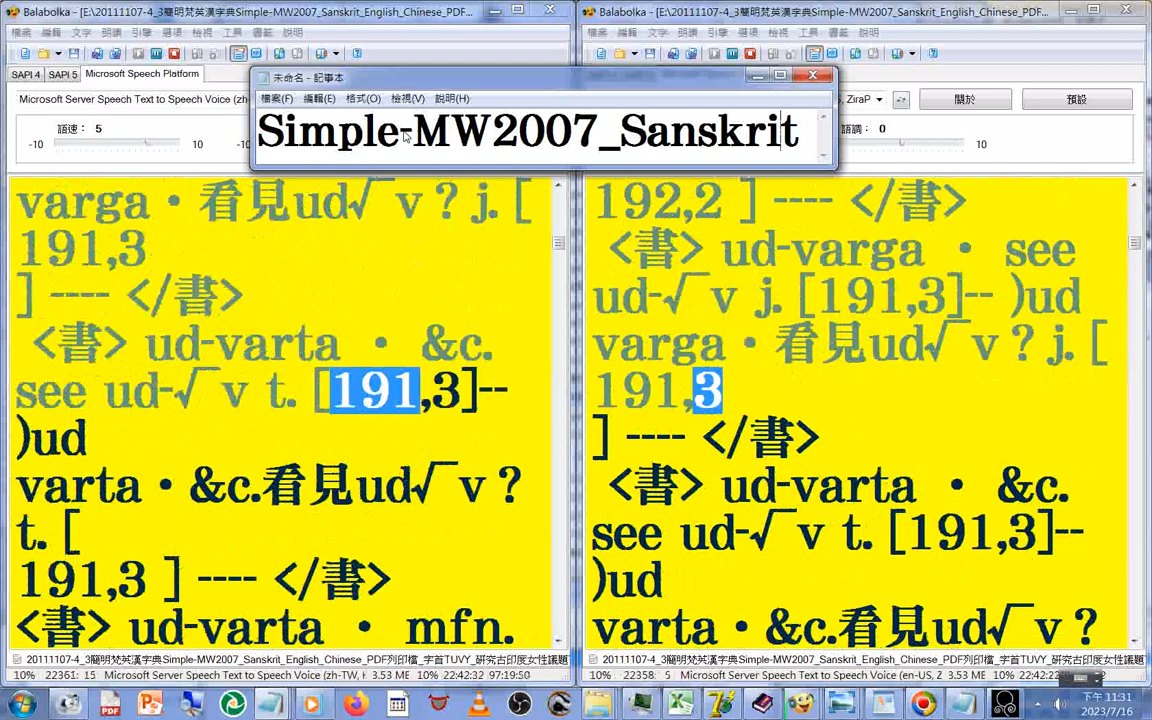 Balabolka - [E:\20111107-4_3簡明梵英漢字典Simple-MW2007_Sanskrit_English_Chinese_PDF...
Balabolka - [E:\20111107-4_3簡明梵英漢字典Simple-MW2007_Sanskrit_English_Chinese_PDF...
檔案 編輯 文字 朗讀 引擎 選項 檢視 工具 書籤 說明
檔案 編輯 文字 朗讀 引擎 選項 檢視 工具 書籤 說明
SAPI 4 SAPI 5 Microsoft Speech Platform
未命名 - 記事本
檔案(F) 編輯(E) 格式(O) 檢視(V) 說明(H)
Simple-MW2007_Sanskrit
Microsoft Server Speech Text to Speech Voice (zh-
, ZiraP
關於
預設
語速: 5
-10
10
語調: 0
10
varga·看見ud√ v?j. [
191,3
] ---- </書>
<書> ud-varta · &c.
see ud-√ v t. [191,3]--
)ud
varta·&c.看見ud√ v?
t. [
191,3 ] ---- </書>
<書> ud-varta · mfn.
192,2 ] ---- </書>
<書> ud-varga · see
ud-√ v j. [191,3]-- )ud
varga·看見ud√ v?j. [
191,3
] ---- </書>
<書> ud-varta · &c.
see ud-√ v t. [191,3]--
)ud
varta·&c.看見ud√ v?
20111107-4_3簡明梵英漢字典Simple-MW2007_Sanskrit_English_Chinese_PDF列印檔_字首TUVY_研究古印度女性議題
20111107-4_3簡明梵英漢字典Simple-MW2007_Sanskrit_English_Chinese_PDF列印檔_字首TUVY_研究古印度女性議題
10% 22361: 15 Microsoft Server Speech Text to Speech Voice (zh-TW, 3.53 MB 10% 22:42:32, 97:19:50
10% 22358: 5 Microsoft Server Speech Text to Speech Voice (en-US, Z 3.53 MB 10%
下午 11:31
2023/7/16